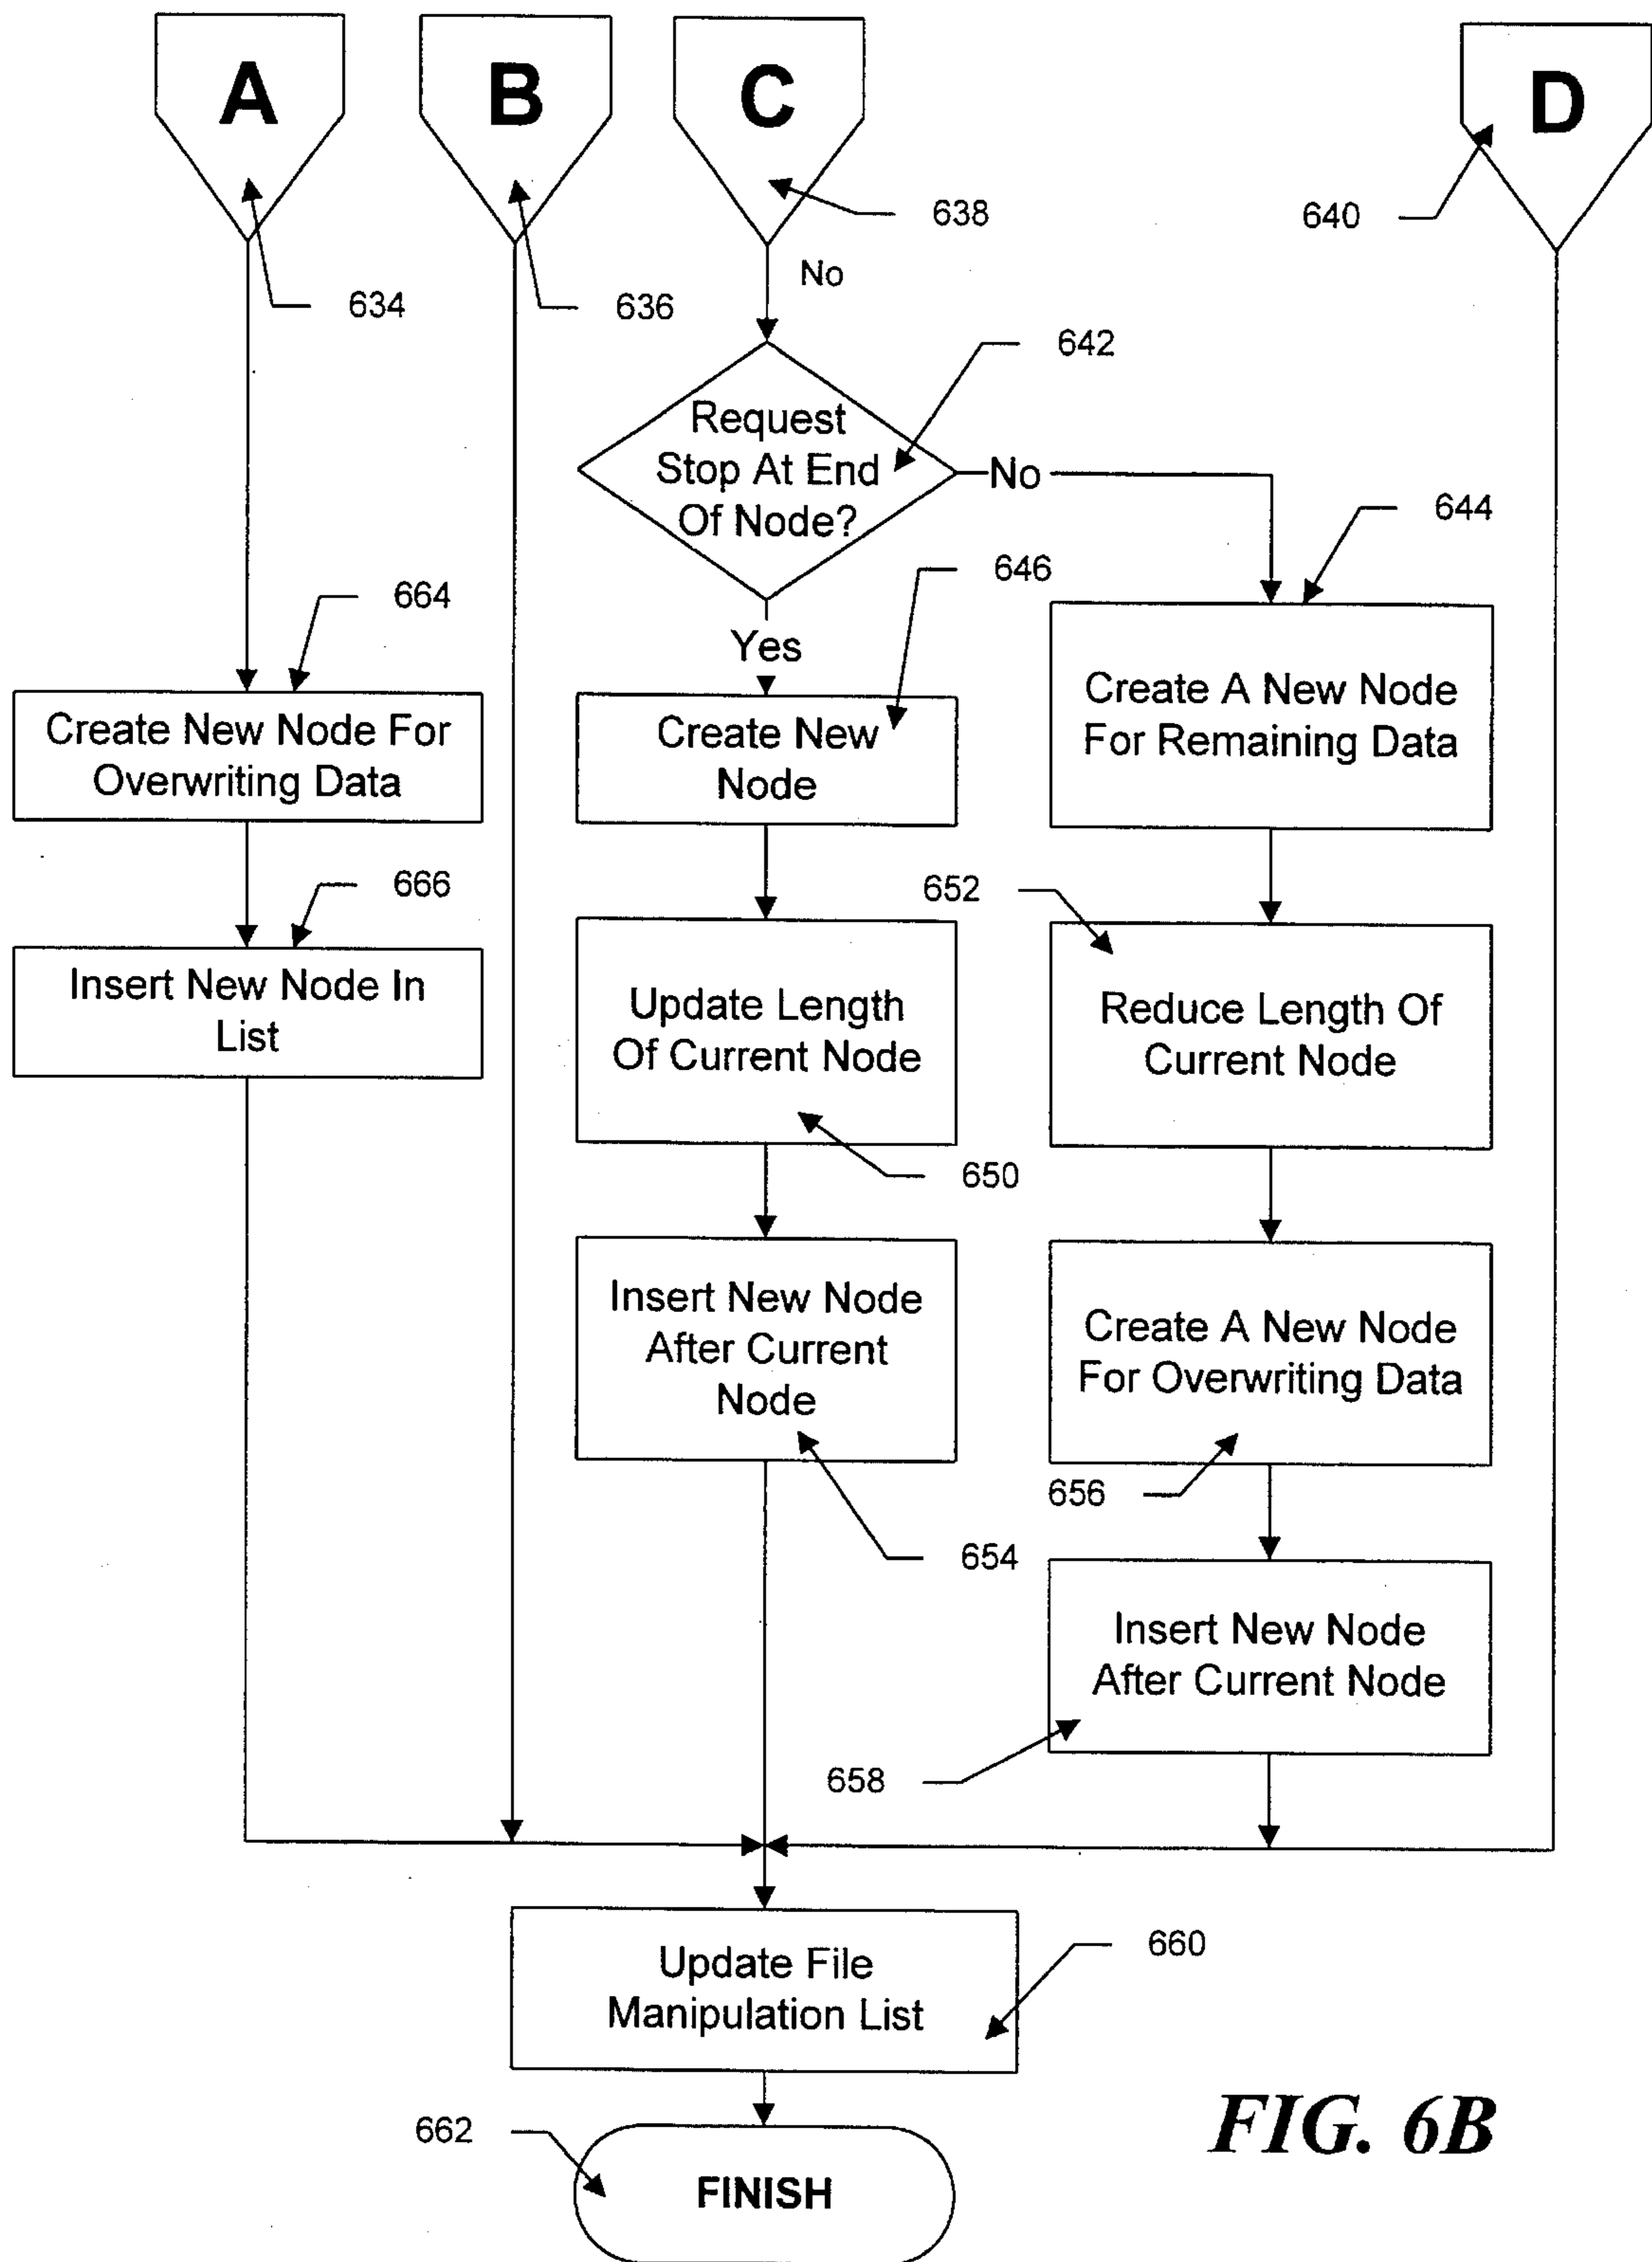 A
B
C
D
638
640
634
636
No
642
Request
Stop At End
Of Node?
No
644
646
664
Yes
Create New Node For
Overwriting Data
Create New
Node
Create A New Node
For Remaining Data
666
652
Insert New Node In
List
Update Length
Of Current Node
Reduce Length Of
Current Node
650
Insert New Node
After Current
Node
Create A New Node
For Overwriting Data
656
654
Insert New Node
After Current Node
658
Update File
Manipulation List
660
662
FINISH
FIG. 6B